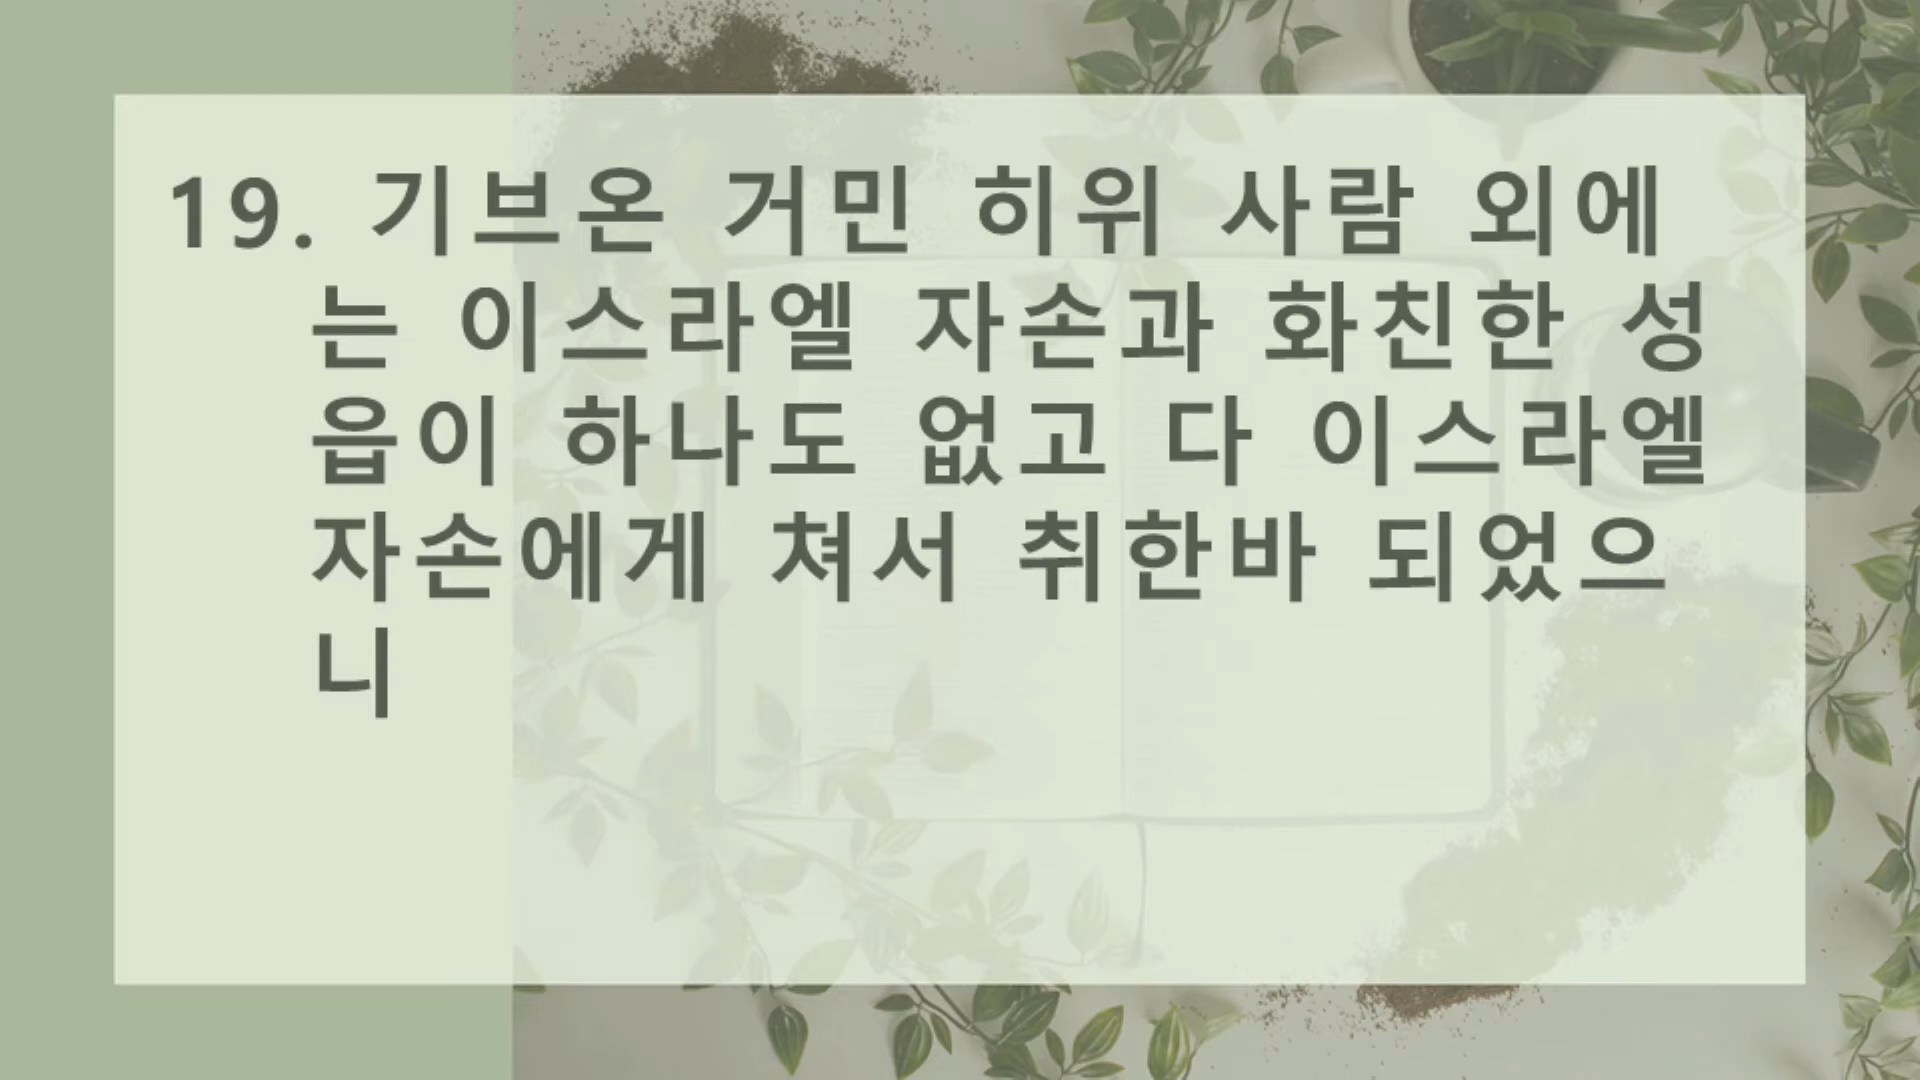 19. 기브온 거민 히위 사람 외에
는 이스라엘 자손과 화친한 성
읍이 하나도 없고 다 이스라엘
자손에게 쳐서 취한바 되었으
니